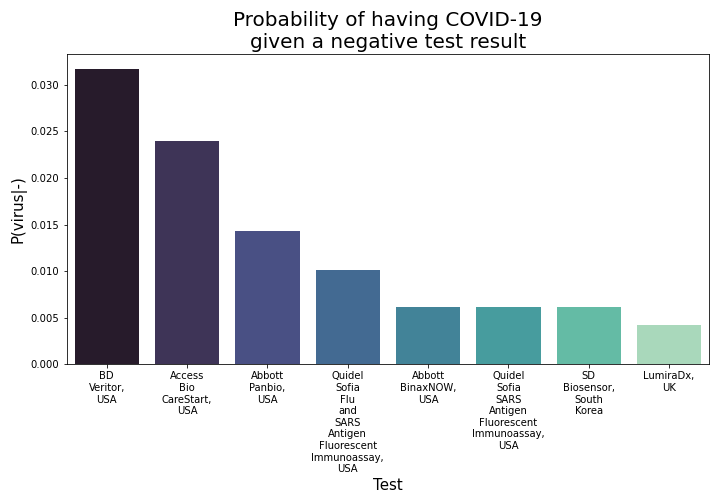 Probability of having COVID-19
given a negative test result
P(virus|-)
0.030
0.025
0.020
0.015
0.010
0.005
0.000
BD
Veritor,
USA
Access
Bio
CareStart,
USA
Abbott
Panbio,
USA
Quidel
Sofia
Flu
and
SARS
Antigen
Fluorescent
Immunoassay,
USA
Abbott
BinaxNOW,
USA
Quidel
Sofia
SARS
Antigen
Fluorescent
Immunoassay,
USA
SD
Biosensor,
South
Korea
LumiraDx,
UK
Test